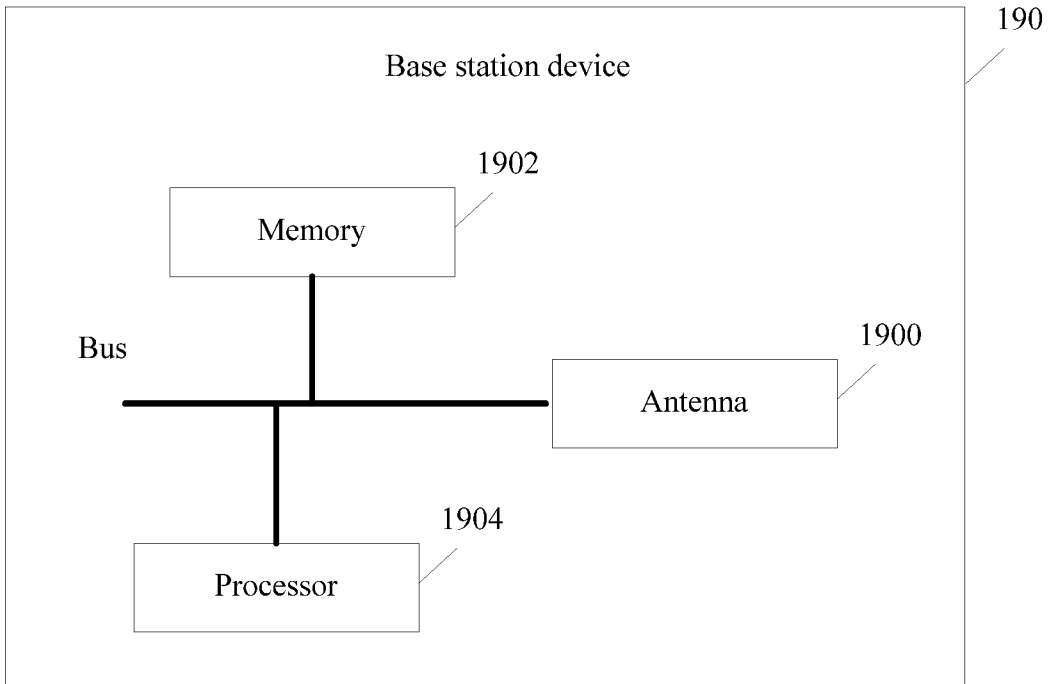 190
Base station device
1902
Memory
Bus
1900
Antenna
1904
Processor